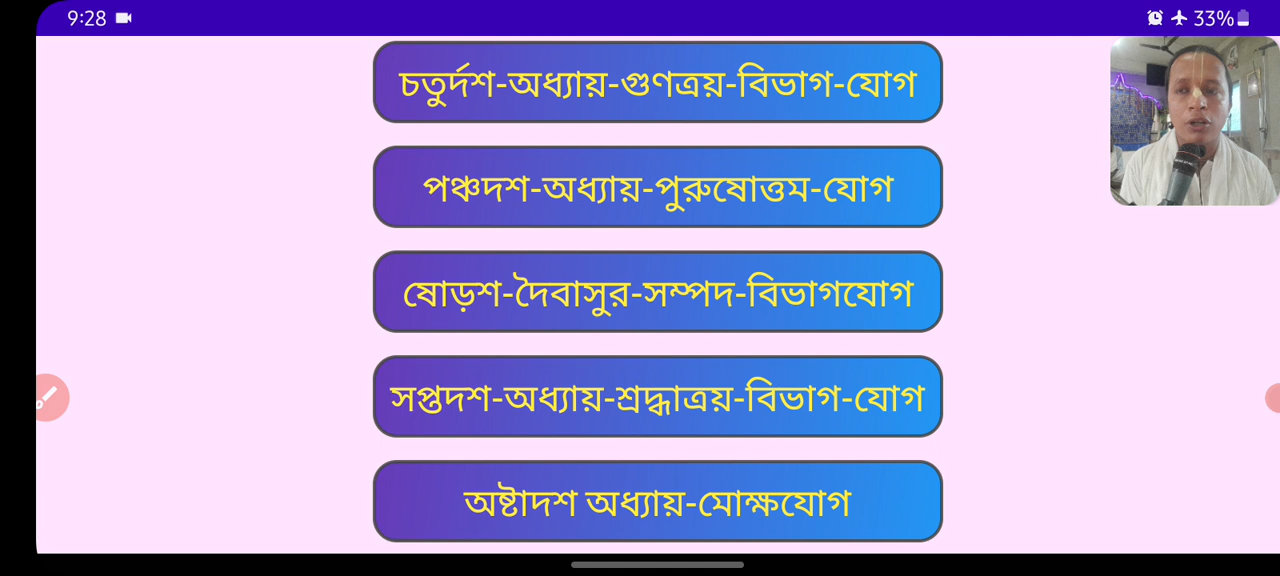 9:28
33%
চতুর্দশ-অধ্যায়-গুণত্রয়-বিভাগ-যোগ
পঞ্চদশ-অধ্যায়-পুরুষোত্তম-যোগ
ষোড়শ-দৈবাসুর-সম্পদ-বিভাগযোগ
সপ্তদশ-অধ্যায়-শ্রদ্ধাত্রয়-বিভাগ-যোগ
অষ্টাদশ অধ্যায়-মোক্ষযোগ